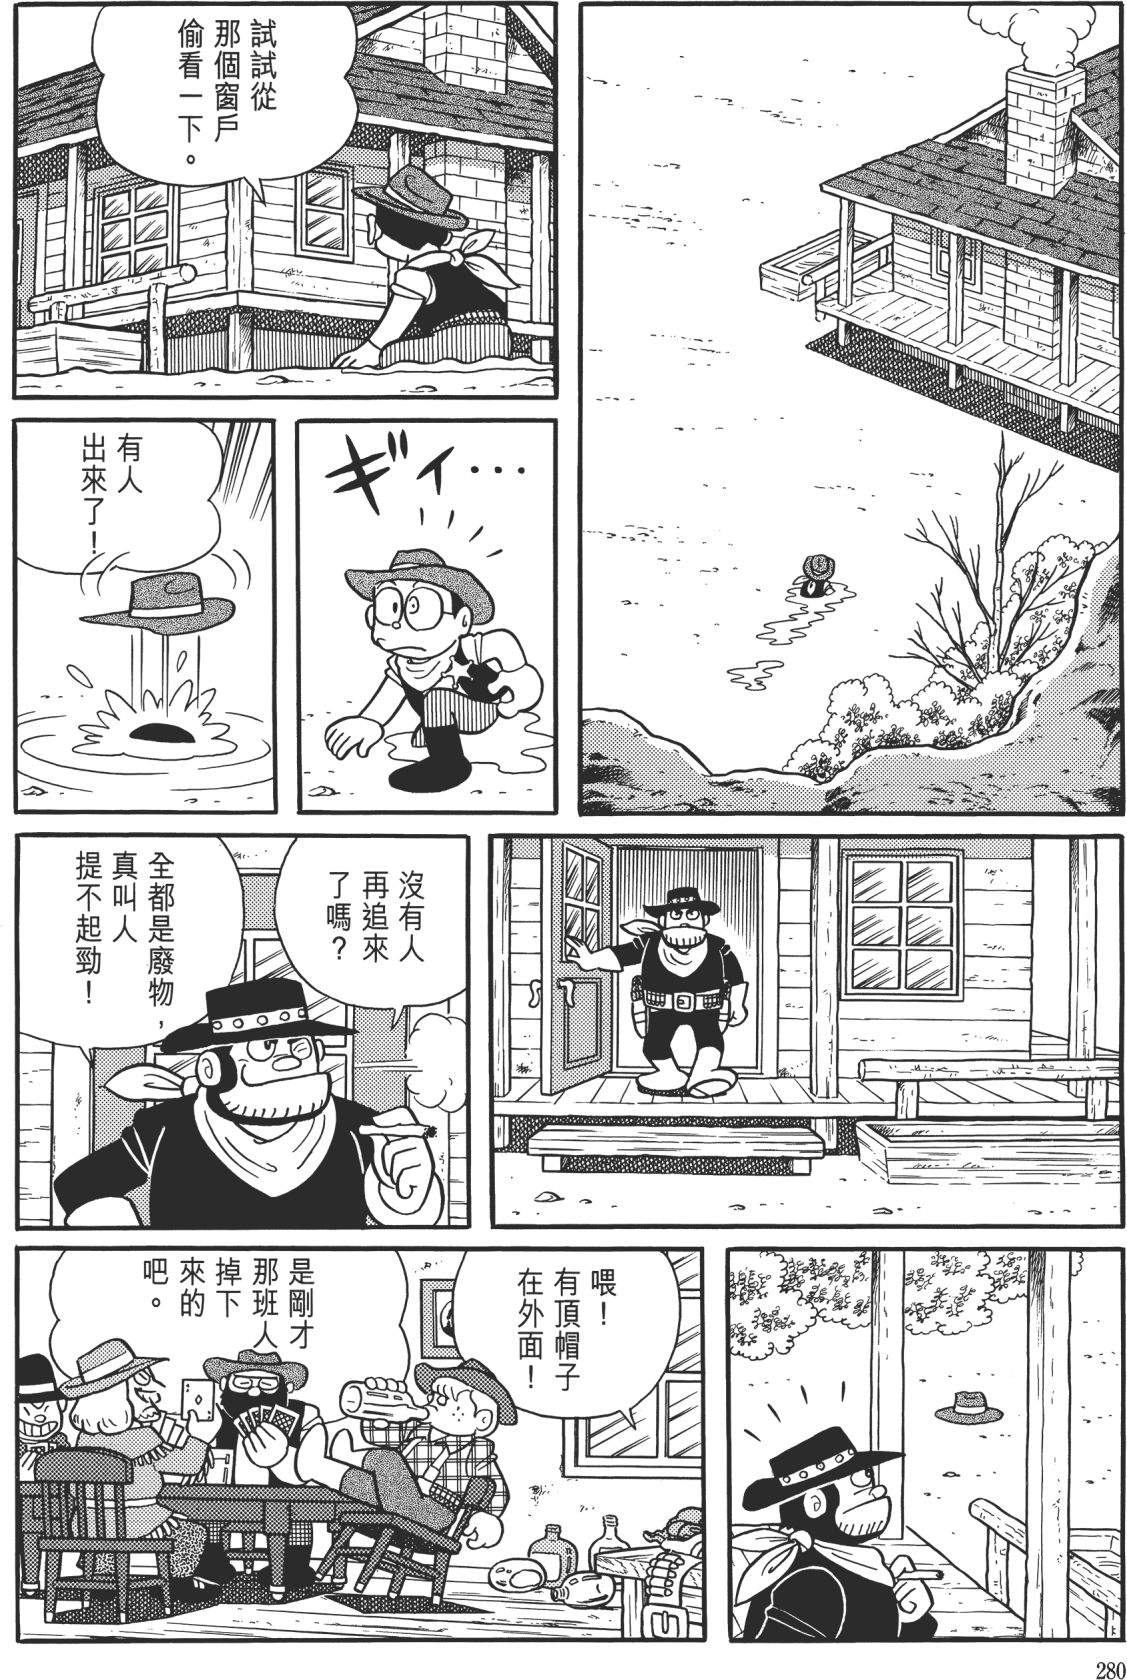 試試從
那個窗戶
偷看一下。
ギィ・・・
有人
出來了！
沒有人
再追來
了嗎？
全都是廢物，
真叫人
提不起勁！
喂！
有頂帽子
在外面！
是剛才
那班人
掉下
來的
吧。
280